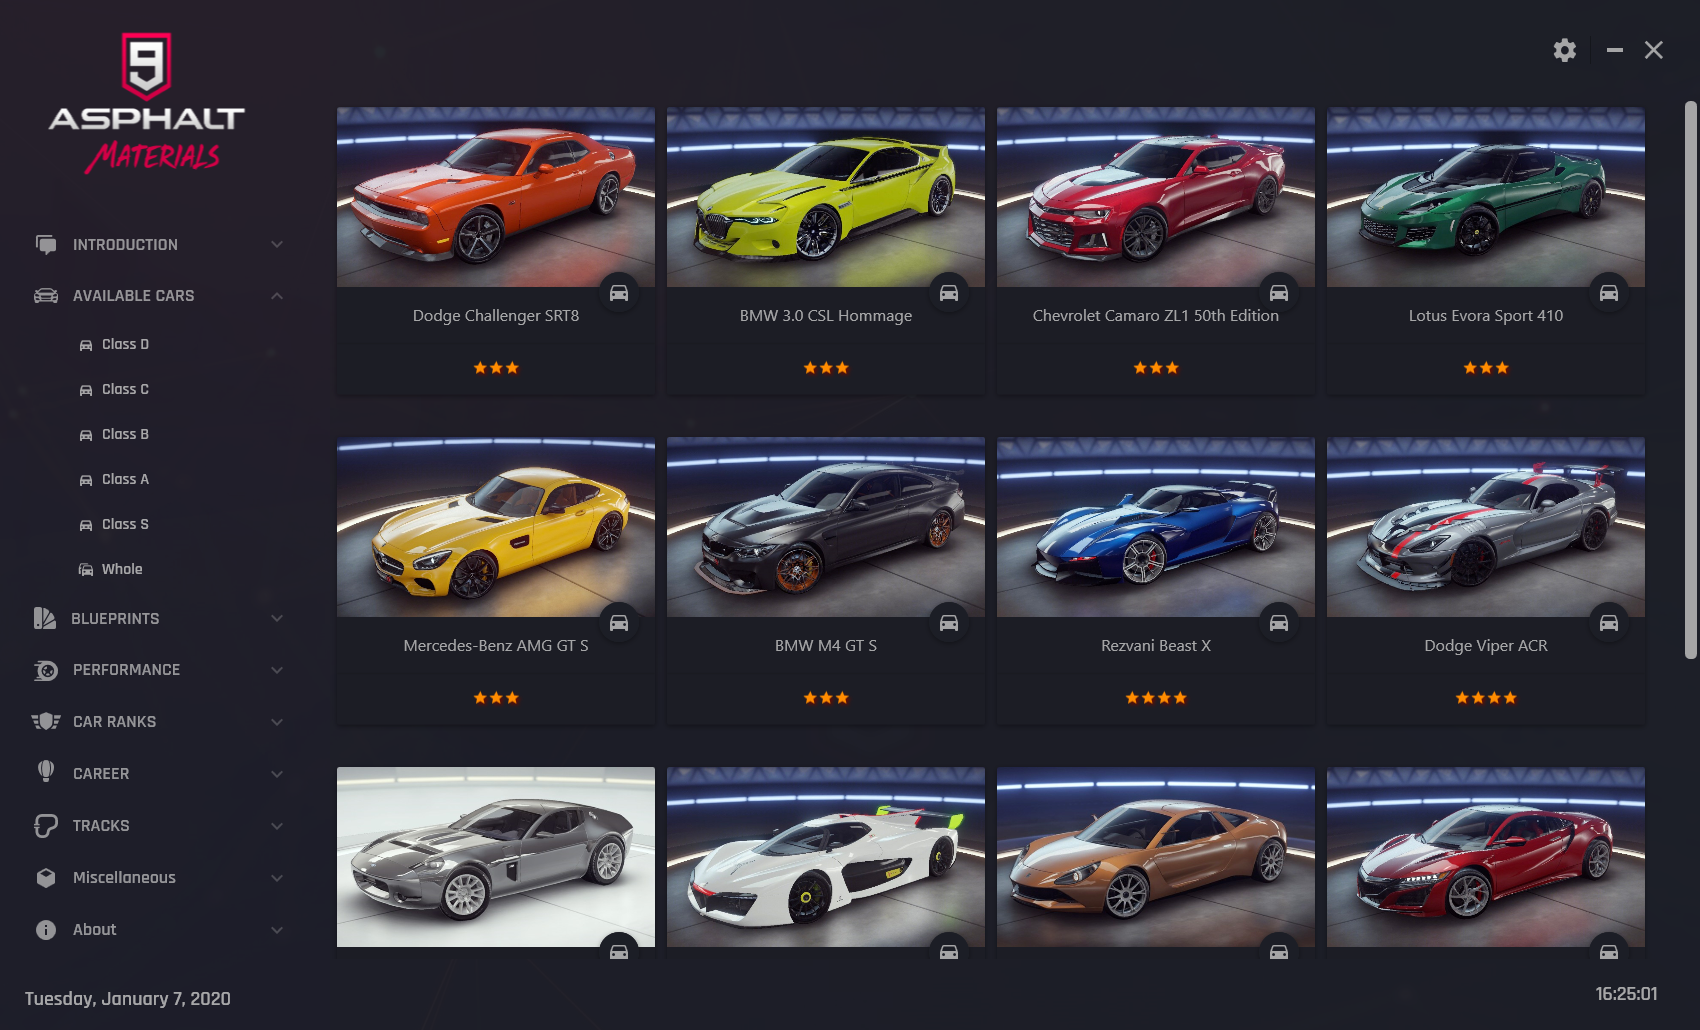 9
ASPHALT
MATERIALS
INTRODUCTION
AVAILABLE CARS
Class D
Class C
Class B
Class A
Class S
Whole
BLUEPRINTS
PERFORMANCE
CAR RANKS
CAREER
TRACKS
Miscellaneous
About
Tuesday, January 7, 2020
Dodge Challenger SRT8
BMW 3.0 CSL Hommage
Chevrolet Camaro ZL1 50th Edition
Lotus Evora Sport 410
Mercedes-Benz AMG GT S
BMW M4 GT S
Rezvani Beast X
Dodge Viper ACR
16:25:01